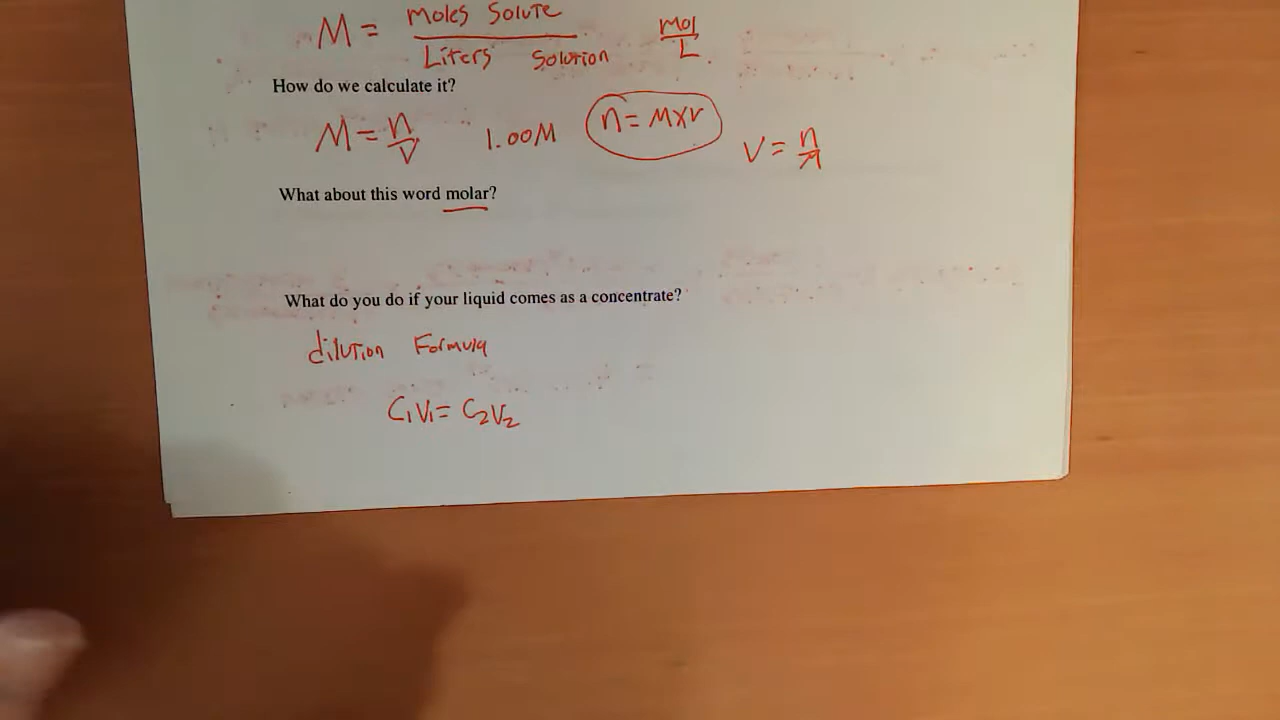 M = Moles Solute / Liters Solution mol/L
How do we calculate it?
M = n/V 1.00M n = M×V V = n/M
What about this word molar?
What do you do if your liquid comes as a concentrate?
dilution Formula
C₁V₁ = C₂V₂